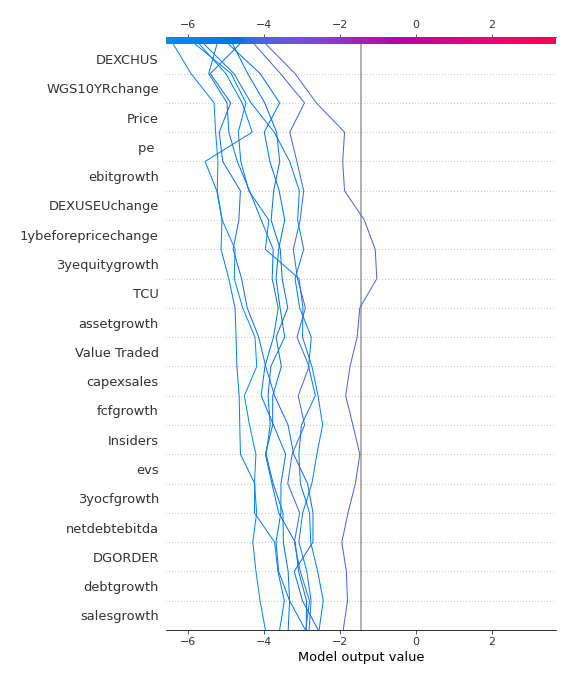 −6 −4 −2 0 2
DEXCHUS
WGS10YRchange
Price
pe
ebitgrowth
DEXUSEUchange
1ybeforepricechange
3yequitygrowth
TCU
assetgrowth
Value Traded
capexsales
fcfgrowth
Insiders
evs
3yocfgrowth
netdebtebitda
DGORDER
debtgrowth
salesgrowth
−6 −4 −2 0 2
Model output value